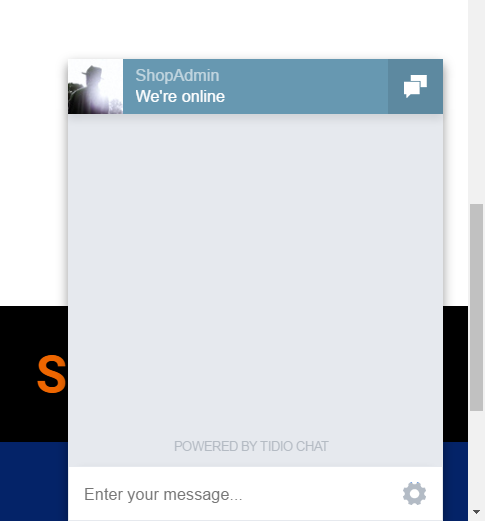 ShopAdmin
We're online
S
POWERED BY TIDIO CHAT
Enter your message...